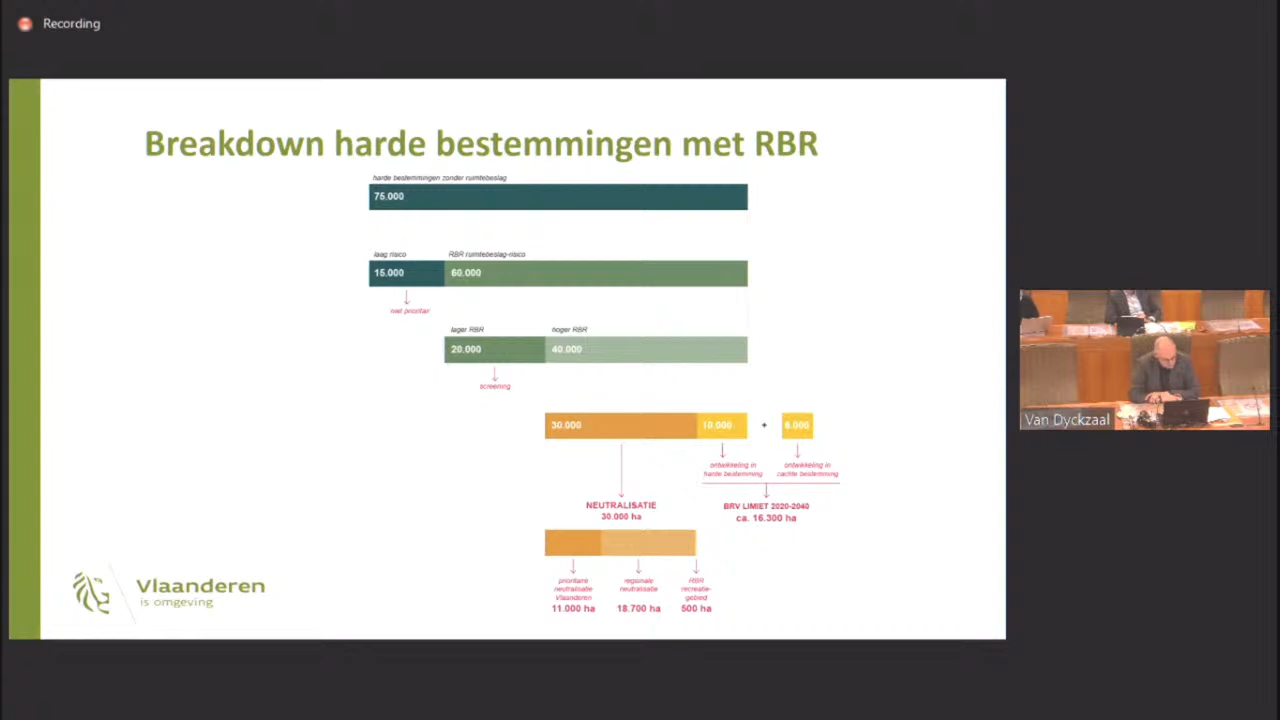 Recording
Breakdown harde bestemmingen met RBR
harde bestemmingen zonder ruimtebeslag
75.000
laag risico
RBR ruimtebeslag-risico
15.000
60.000
niet prioritair
lager RBR
hoger RBR
20.000
40.000
screening
30.000
10.000
+
6.000
ontwikkeling in
harde bestemming
ontwikkeling in
zachte bestemming
NEUTRALISATIE
30.000 ha
BRV LIMIET 2020-2040
ca. 16.300 ha
prioritaire
neutralisatie
Vlaanderen
11.000 ha
regionale
neutralisatie
18.700 ha
RBR
recreatie-
gebied
500 ha
Vlaanderen
is omgeving
Van Dyckzaal